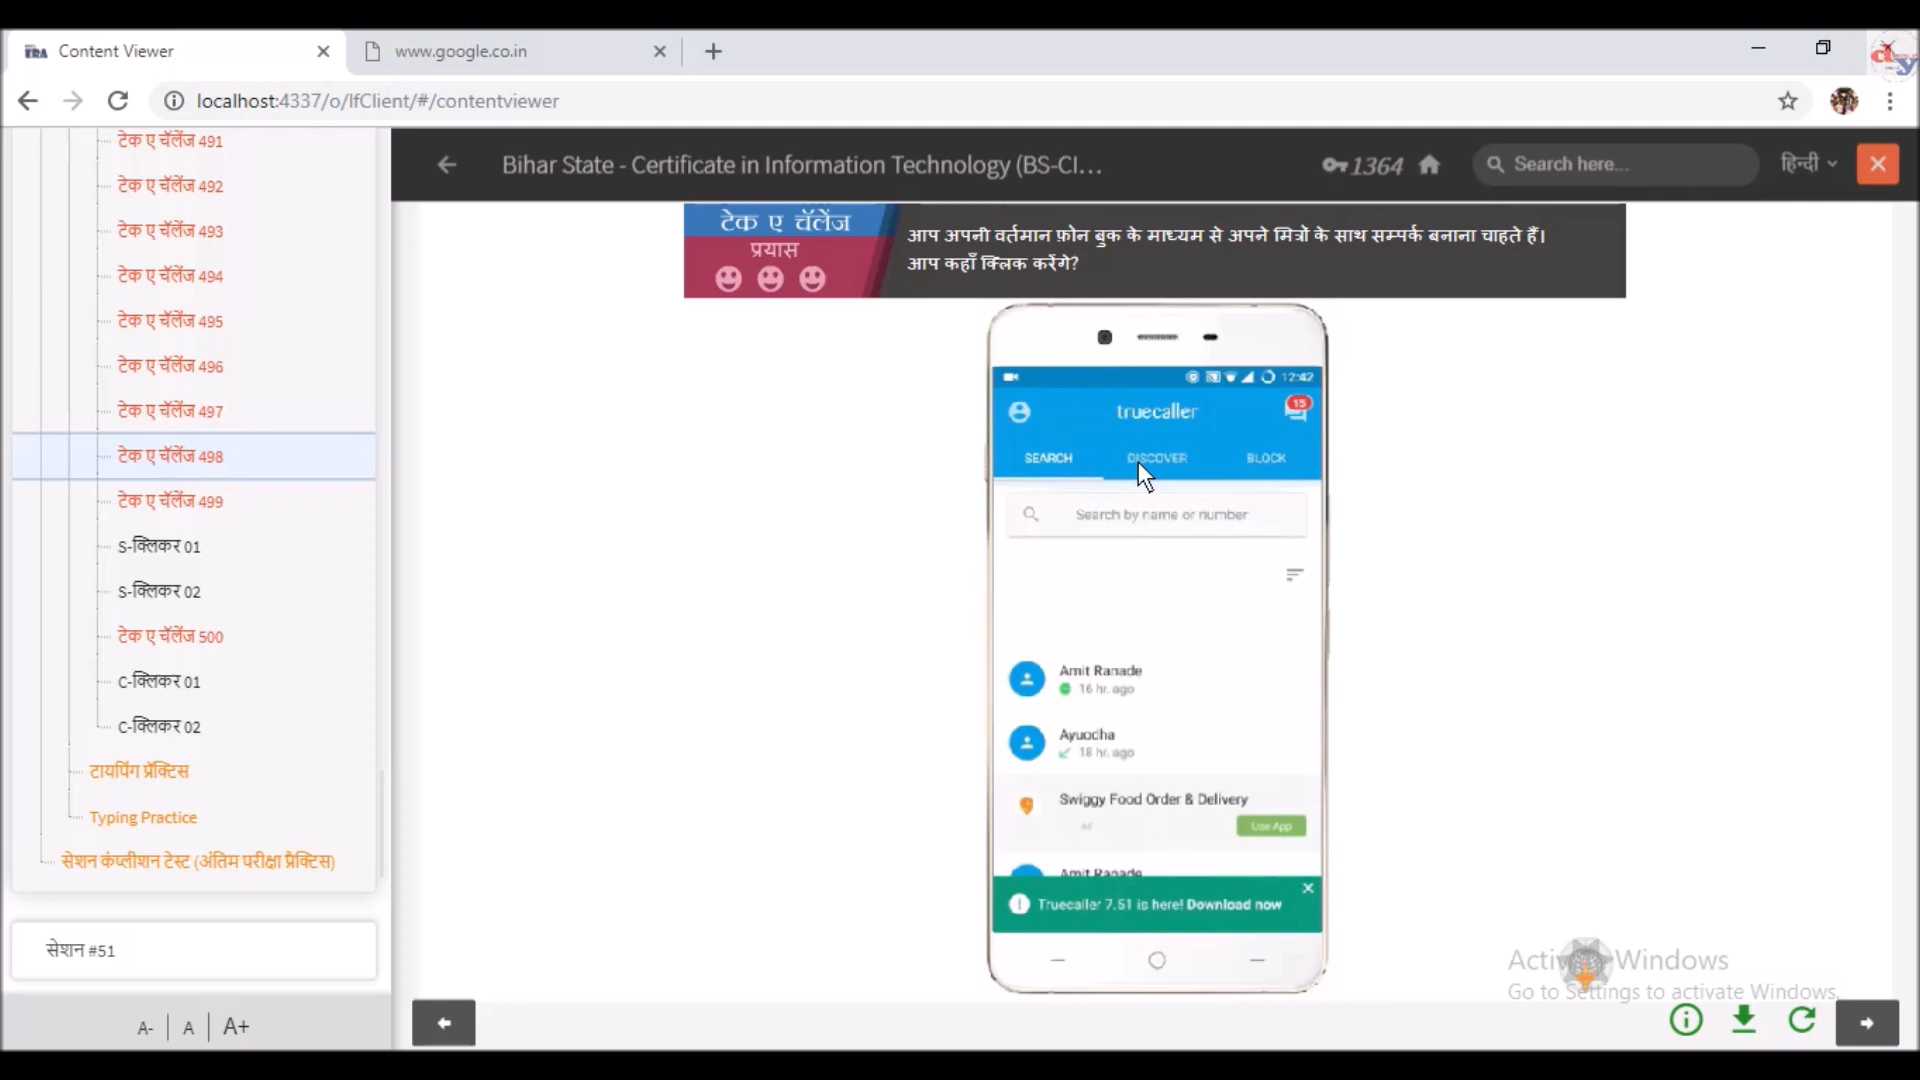 ERA Content Viewer
www.google.co.in
localhost:4337/o/lfClient/#/contentviewer
टेक ए चॅलेंज 491
टेक ए चॅलेंज 492
टेक ए चॅलेंज 493
टेक ए चॅलेंज 494
टेक ए चॅलेंज 495
टेक ए चॅलेंज 496
टेक ए चॅलेंज 497
टेक ए चॅलेंज 498
टेक ए चॅलेंज 499
S-क्लिकर 01
S-क्लिकर 02
टेक ए चॅलेंज 500
C-क्लिकर 01
C-क्लिकर 02
टायपिंग प्रॅक्टिस
Typing Practice
सेशन कंप्लीशन टेस्ट (अंतिम परीक्षा प्रैक्टिस)
सेशन #51
A- A A+
Bihar State - Certificate in Information Technology (BS-CI...
1364
Search here...
हिन्दी
टेक ए चॅलेंज
प्रयास
आप अपनी वर्तमान फ़ोन बुक के माध्यम से अपने मित्रों के साथ सम्पर्क बनाना चाहते हैं।
आप कहाँ क्लिक करेंगे?
12:42
truecaller
15
SEARCH DISCOVER BLOCK
Search by name or number
Amit Ranade
16 hr. ago
Ayuodha
18 hr. ago
Swiggy Food Order & Delivery
Ad
Use App
Amit Ranade
Truecaller 7.51 is here! Download now
Windows
Go to Settings to activate Windows.